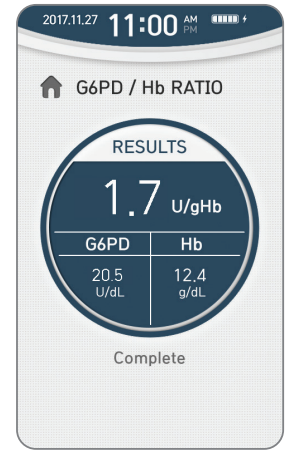 2017.11.27 11:00 AM
PM
G6PD / Hb RATIO
RESULTS
1.7 U/gHb
G6PD Hb
20.5 12.4
U/dL g/dL
Complete